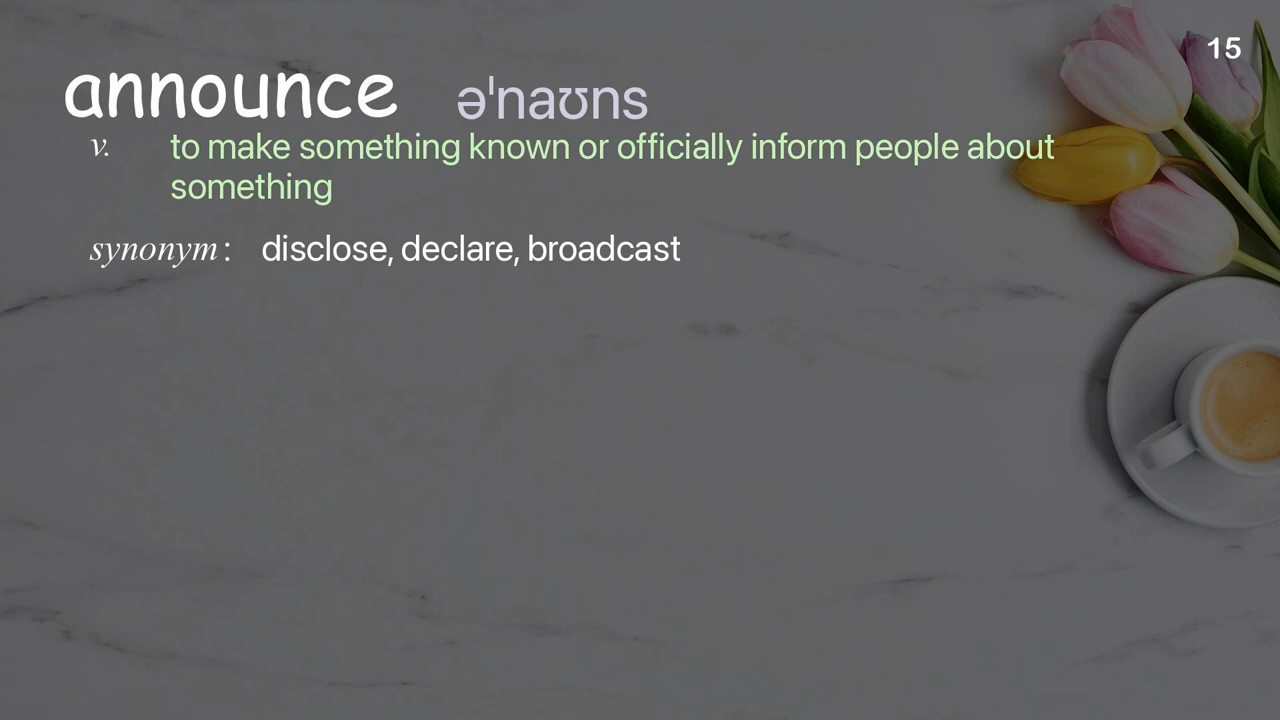 15
announce əˈnaʊns
v. to make something known or officially inform people about
something
synonym: disclose, declare, broadcast